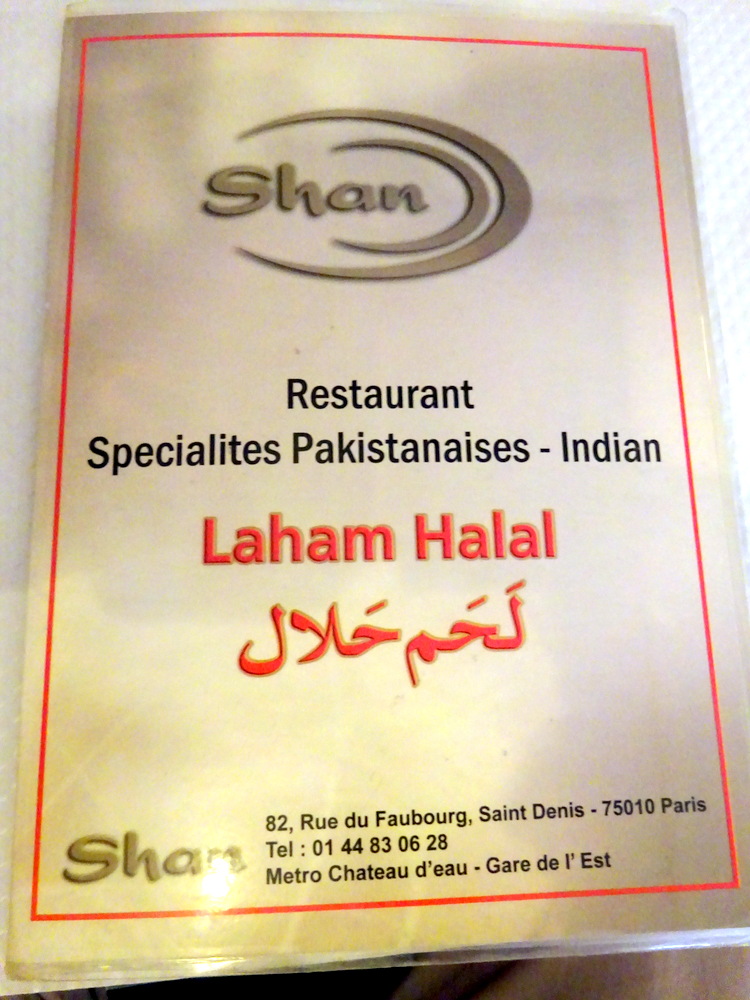 Shan
Restaurant
Specialites Pakistanaises - Indian
Laham Halal
لَحَم حَلال
Shan
82, Rue du Faubourg, Saint Denis - 75010 Paris
Tel : 01 44 83 06 28
Metro Chateau d'eau - Gare de l' Est